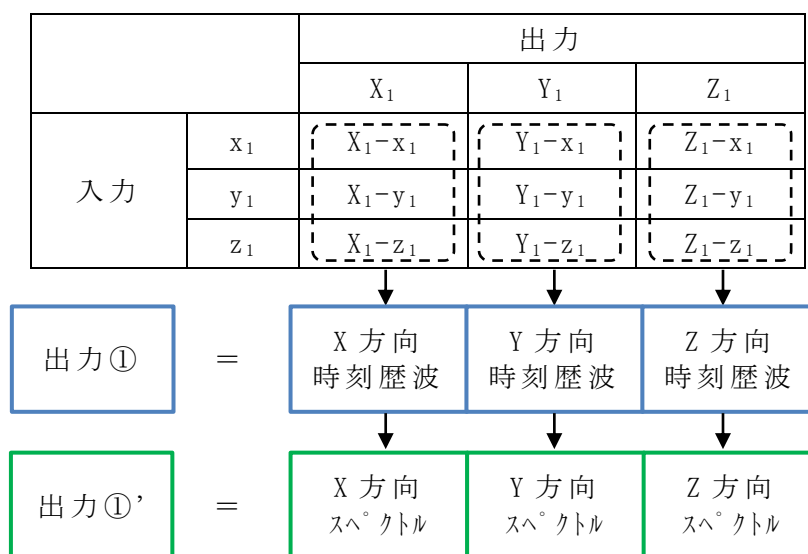 出力
X₁ Y₁ Z₁
入力
x₁ X₁-x₁ Y₁-x₁ Z₁-x₁
y₁ X₁-y₁ Y₁-y₁ Z₁-y₁
z₁ X₁-z₁ Y₁-z₁ Z₁-z₁
出力① = X方向 Y方向 Z方向
時刻歴波 時刻歴波 時刻歴波
出力①’ = X方向 Y方向 Z方向
ｽﾍﾟｸﾄﾙ ｽﾍﾟｸﾄﾙ ｽﾍﾟｸﾄﾙ